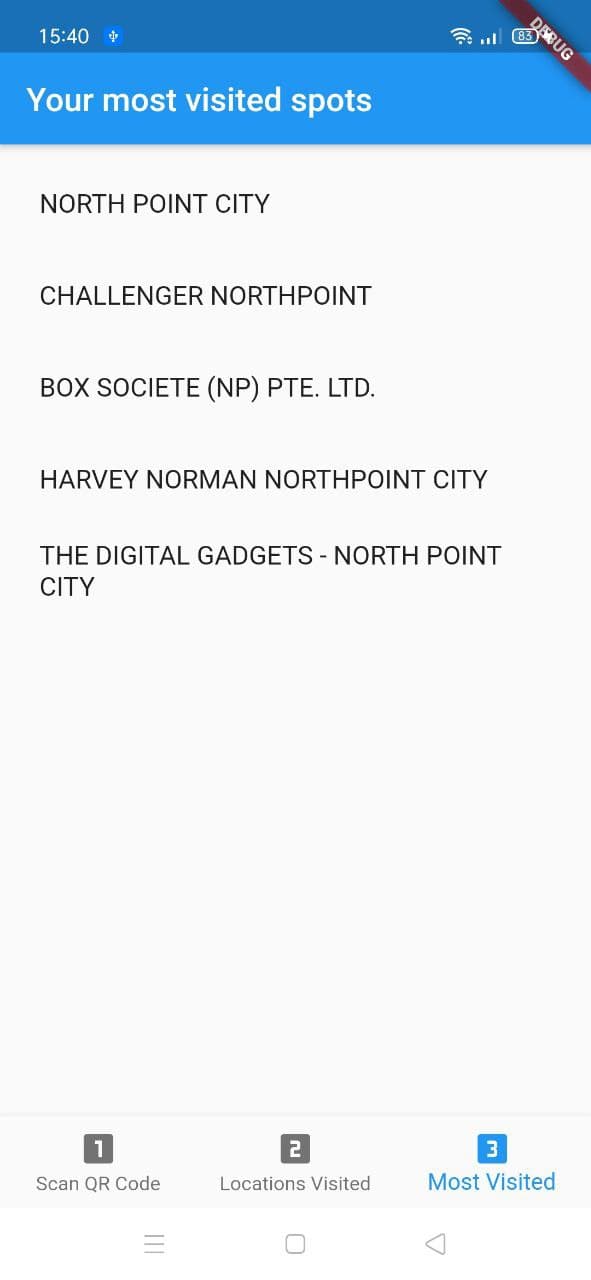 15:40
83
DEBUG
Your most visited spots
NORTH POINT CITY
CHALLENGER NORTHPOINT
BOX SOCIETE (NP) PTE. LTD.
HARVEY NORMAN NORTHPOINT CITY
THE DIGITAL GADGETS - NORTH POINT
CITY
1
2
3
Scan QR Code
Locations Visited
Most Visited